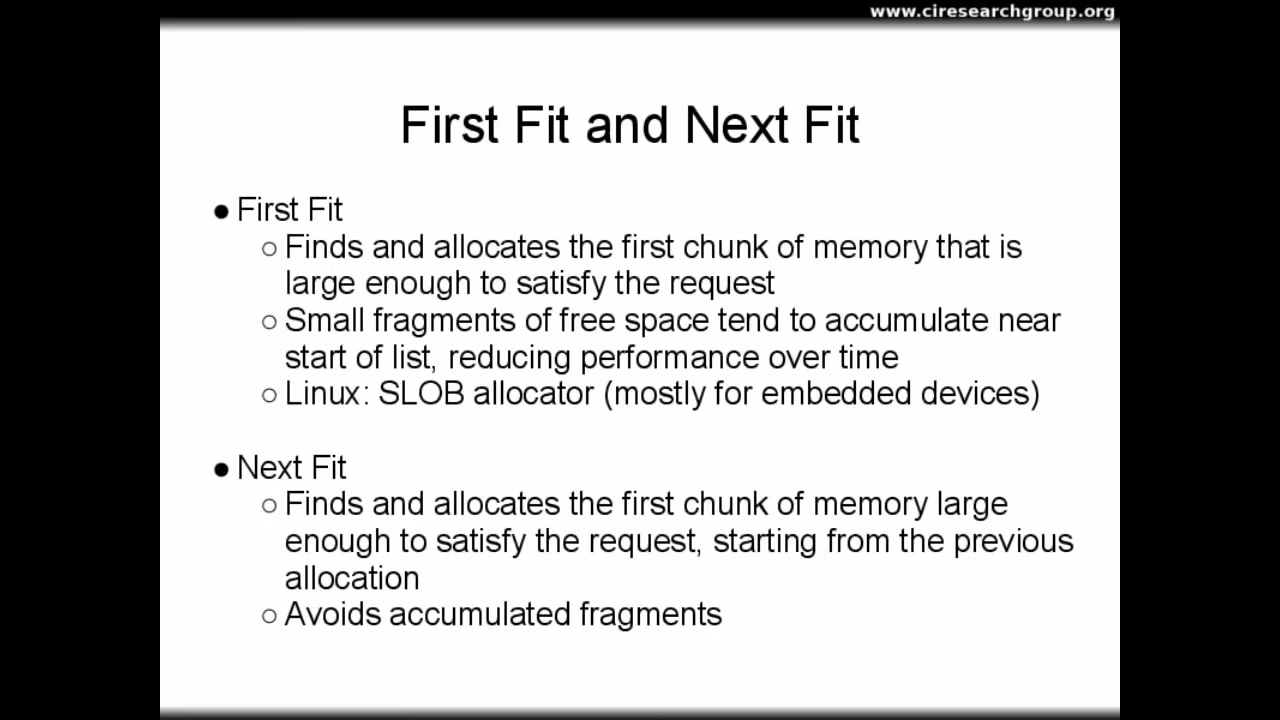 www.ciresearchgroup.org
First Fit and Next Fit
● First Fit
○ Finds and allocates the first chunk of memory that is
large enough to satisfy the request
○ Small fragments of free space tend to accumulate near
start of list, reducing performance over time
○ Linux: SLOB allocator (mostly for embedded devices)
● Next Fit
○ Finds and allocates the first chunk of memory large
enough to satisfy the request, starting from the previous
allocation
○ Avoids accumulated fragments